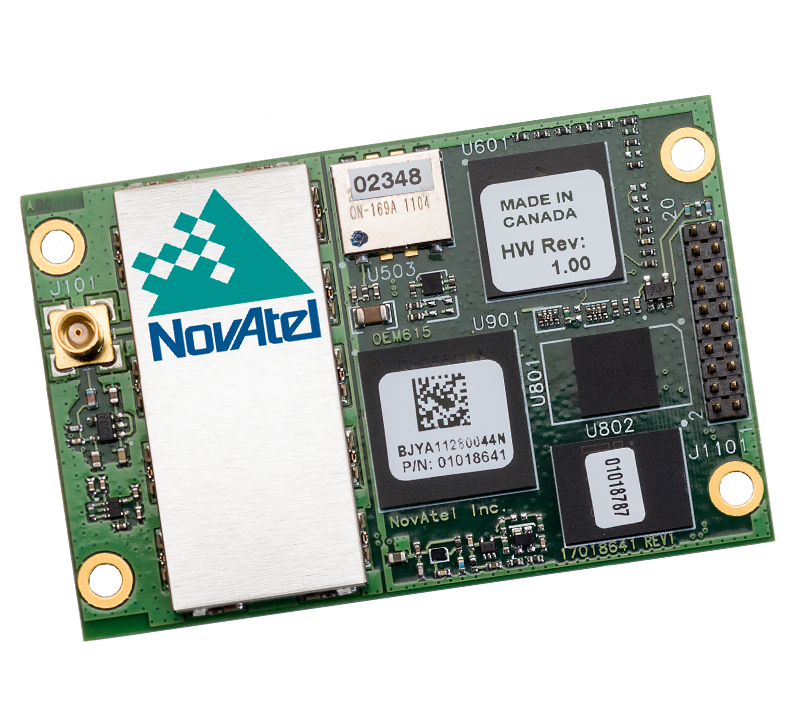 J101
NovAtel
02348
ON-169A 1104
U503
OEM615
U601
MADE IN
CANADA
HW Rev:
1.00
20
U901
BJYA11280044N
P/N: 01018641
U801
U802
01018787
2
1
J1101
NovAtel Inc.
17018641 REV1